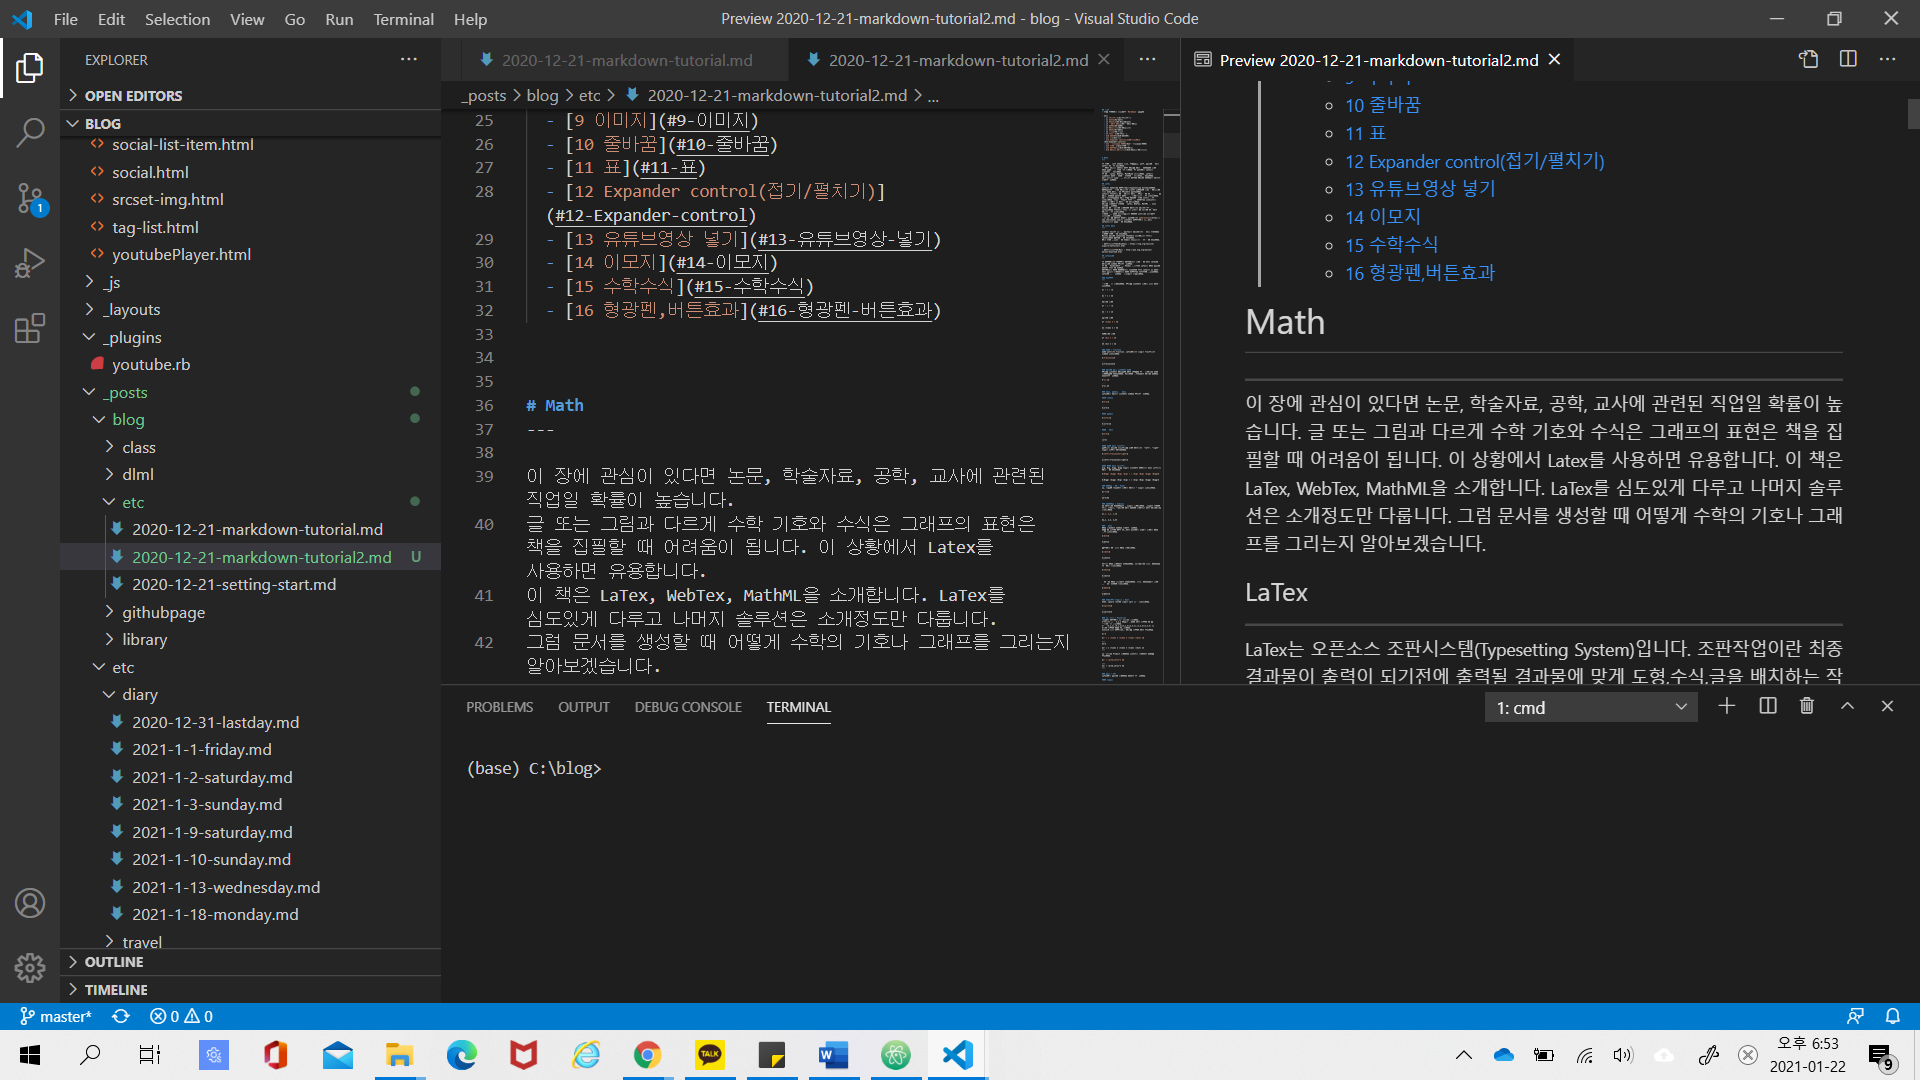 File Edit Selection View Go Run Terminal Help
Preview 2020-12-21-markdown-tutorial2.md - blog - Visual Studio Code
EXPLORER
OPEN EDITORS
BLOG
social-list-item.html
social.html
srcset-img.html
tag-list.html
youtubePlayer.html
_js
_layouts
_plugins
youtube.rb
_posts
blog
class
dlml
etc
2020-12-21-markdown-tutorial.md
2020-12-21-markdown-tutorial2.md U
2020-12-21-setting-start.md
githubpage
library
etc
diary
2020-12-31-lastday.md
2021-1-1-friday.md
2021-1-2-saturday.md
2021-1-3-sunday.md
2021-1-9-saturday.md
2021-1-10-sunday.md
2021-1-13-wednesday.md
2021-1-18-monday.md
travel
OUTLINE
TIMELINE
1
2020-12-21-markdown-tutorial.md
2020-12-21-markdown-tutorial2.md
_posts > blog > etc > 2020-12-21-markdown-tutorial2.md > ...
25 - [9 이미지](#9-이미지)
26 - [10 줄바꿈](#10-줄바꿈)
27 - [11 표](#11-표)
28 - [12 Expander control(접기/펼치기)]
(#12-Expander-control)
29 - [13 유튜브영상 넣기](#13-유튜브영상-넣기)
30 - [14 이모지](#14-이모지)
31 - [15 수학수식](#15-수학수식)
32 - [16 형광펜,버튼효과](#16-형광펜-버튼효과)
33
34
35
36 # Math
37 ---
38
39 이 장에 관심이 있다면 논문, 학술자료, 공학, 교사에 관련된
직업일 확률이 높습니다.
40 글 또는 그림과 다르게 수학 기호와 수식은 그래프의 표현은
책을 집필할 때 어려움이 됩니다. 이 상황에서 Latex를
사용하면 유용합니다.
41 이 책은 LaTex, WebTex, MathML을 소개합니다. LaTex를
심도있게 다루고 나머지 솔루션은 소개정도만 다룹니다.
42 그럼 문서를 생성할 때 어떻게 수학의 기호나 그래프를 그리는지
알아보겠습니다.
Preview 2020-12-21-markdown-tutorial2.md
10 줄바꿈
11 표
12 Expander control(접기/펼치기)
13 유튜브영상 넣기
14 이모지
15 수학수식
16 형광펜,버튼효과
Math
이 장에 관심이 있다면 논문, 학술자료, 공학, 교사에 관련된 직업일 확률이 높
습니다. 글 또는 그림과 다르게 수학 기호와 수식은 그래프의 표현은 책을 집
필할 때 어려움이 됩니다. 이 상황에서 Latex를 사용하면 유용합니다. 이 책은
LaTex, WebTex, MathML을 소개합니다. LaTex를 심도있게 다루고 나머지 솔루
션은 소개정도만 다룹니다. 그럼 문서를 생성할 때 어떻게 수학의 기호나 그래
프를 그리는지 알아보겠습니다.
LaTex
LaTex는 오픈소스 조판시스템(Typesetting System)입니다. 조판작업이란 최종
결과물이 출력이 되기전에 출력될 결과물에 맞게 도형,수식,글을 배치하는 작
PROBLEMS OUTPUT DEBUG CONSOLE TERMINAL
1: cmd
(base) C:\blog>
master* 0 0
TALK
오후 6:53
2021-01-22
9